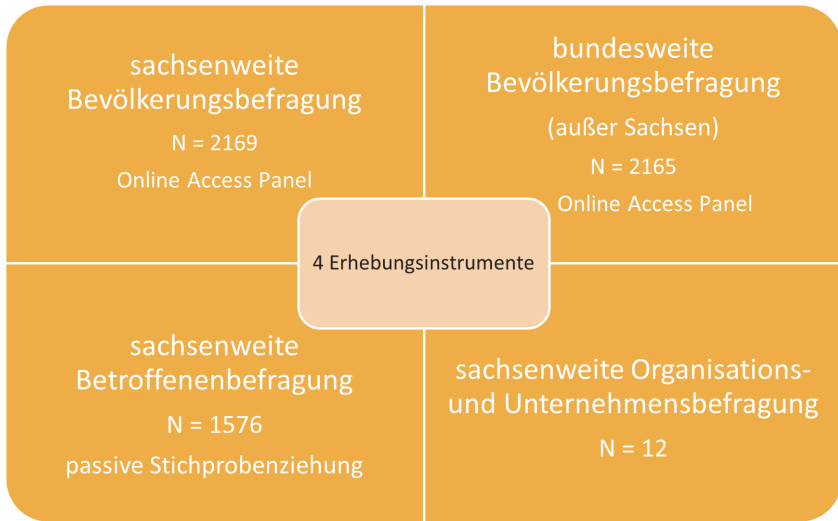 sachsenweite
Bevölkerungsbefragung
N = 2169
Online Access Panel
bundesweite
Bevölkerungsbefragung
(außer Sachsen)
N = 2165
Online Access Panel
4 Erhebungsinstrumente
sachsenweite
Betroffenenbefragung
N = 1576
passive Stichprobenziehung
sachsenweite Organisations-
und Unternehmensbefragung
N = 12